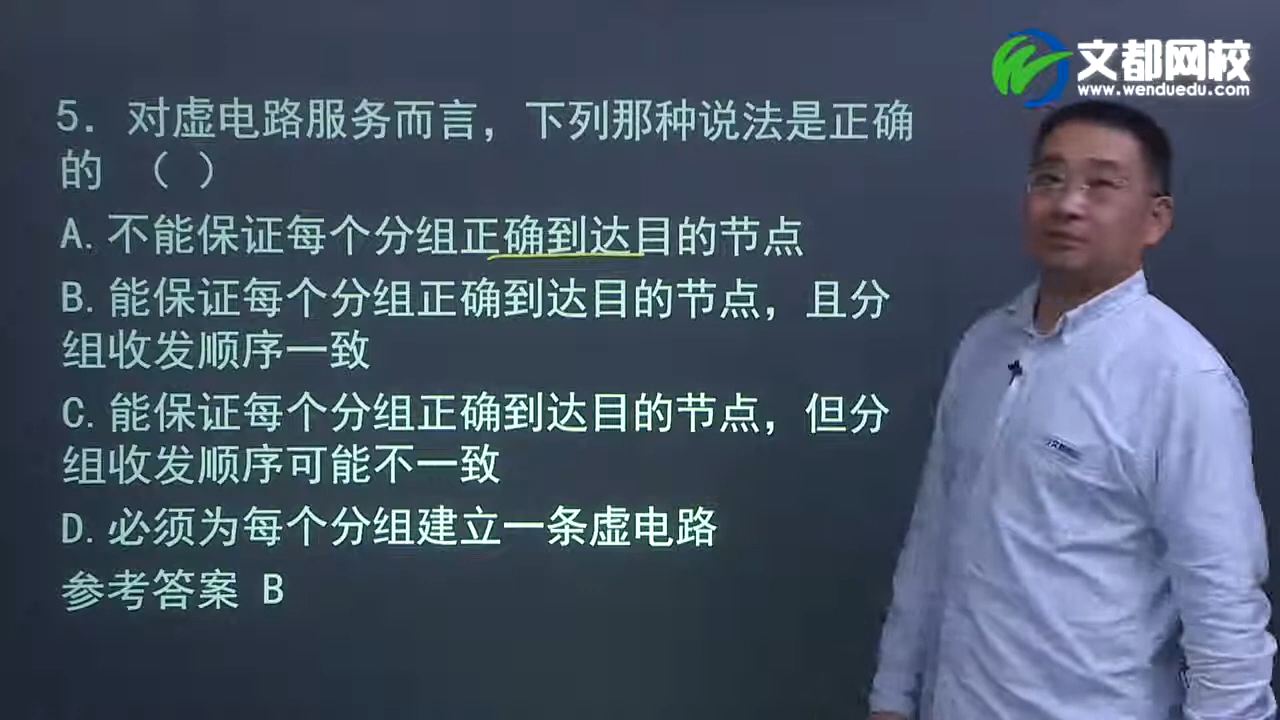 文都网校
www.wenduedu.com
5. 对虚电路服务而言，下列那种说法是正确
的 （ ）
A. 不能保证每个分组正确到达目的节点
B. 能保证每个分组正确到达目的节点，且分
组收发顺序一致
C. 能保证每个分组正确到达目的节点，但分
组收发顺序可能不一致
D. 必须为每个分组建立一条虚电路
参考答案 B